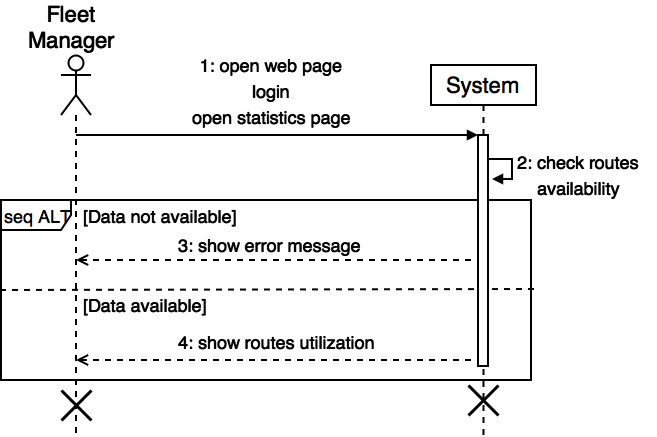 Fleet
Manager
1: open web page
login
open statistics page
System
2: check routes
availability
seq ALT
[Data not available]
3: show error message
[Data available]
4: show routes utilization